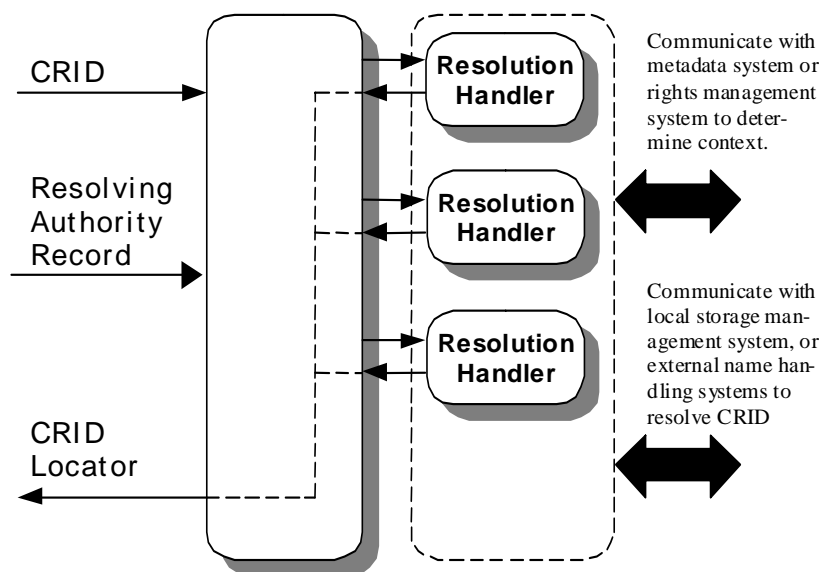 CRID
Resolving
Authority
Record
CRID
Locator
Resolution
Handler
Resolution
Handler
Resolution
Handler
Communicate with
metadata system or
rights management
system to deter-
mine context.
Communicate with
local storage man-
agement system, or
external name han-
dling systems to
resolve CRID